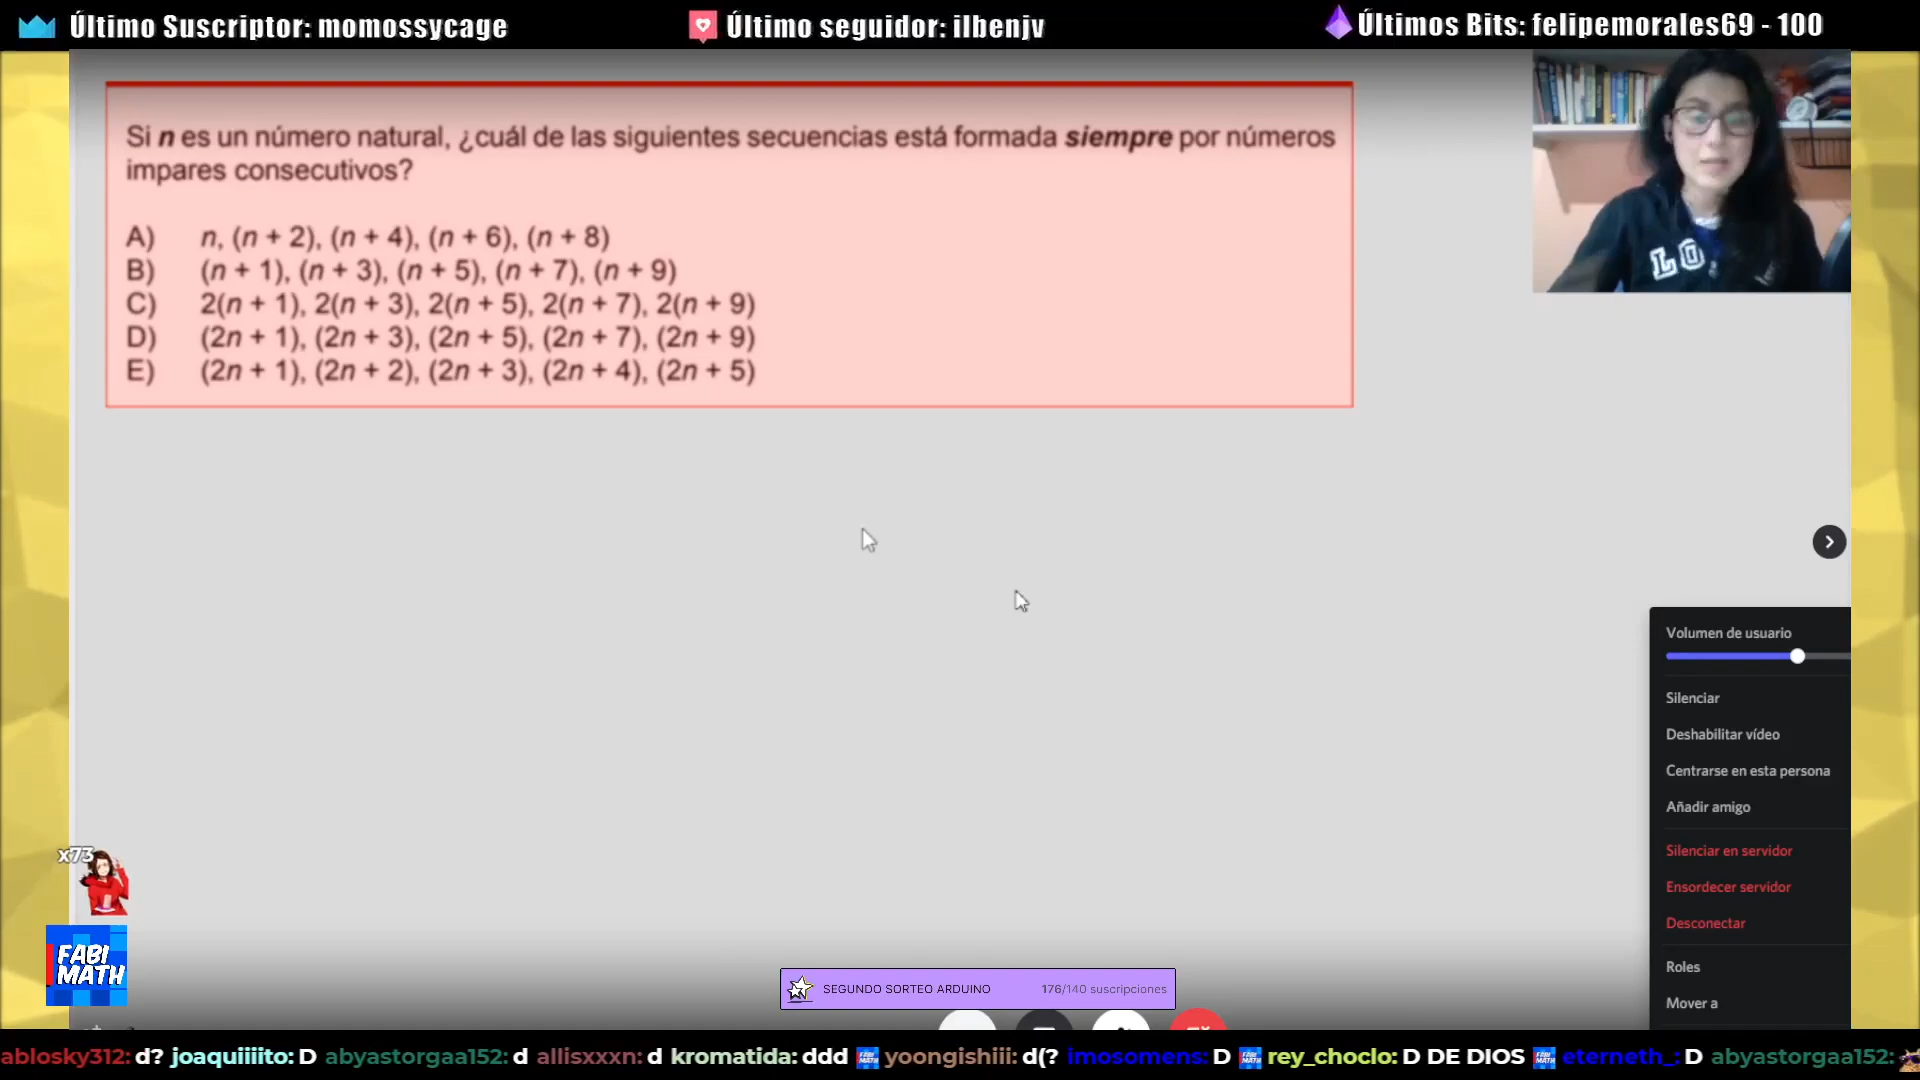 Último Suscriptor: momossycage
Último seguidor: ilbenjv
Últimos Bits: felipemorales69 - 100
Si n es un número natural, ¿cuál de las siguientes secuencias está formada siempre por números
impares consecutivos?
A) n, (n + 2), (n + 4), (n + 6), (n + 8)
B) (n + 1), (n + 3), (n + 5), (n + 7), (n + 9)
C) 2(n + 1), 2(n + 3), 2(n + 5), 2(n + 7), 2(n + 9)
D) (2n + 1), (2n + 3), (2n + 5), (2n + 7), (2n + 9)
E) (2n + 1), (2n + 2), (2n + 3), (2n + 4), (2n + 5)
LO
Volumen de usuario
Silenciar
Deshabilitar vídeo
Centrarse en esta persona
Añadir amigo
Silenciar en servidor
Ensordecer servidor
Desconectar
Roles
Mover a
x73
FABI
MATH
SEGUNDO SORTEO ARDUINO 176/140 suscripciones
ablosky312: d? joaquiiiito: D abyastorgaa152: d allisxxxn: d kromatida: ddd yoongishiii: d(? imosomens: D rey_choclo: D DE DIOS eterneth_: D abyastorgaa152: